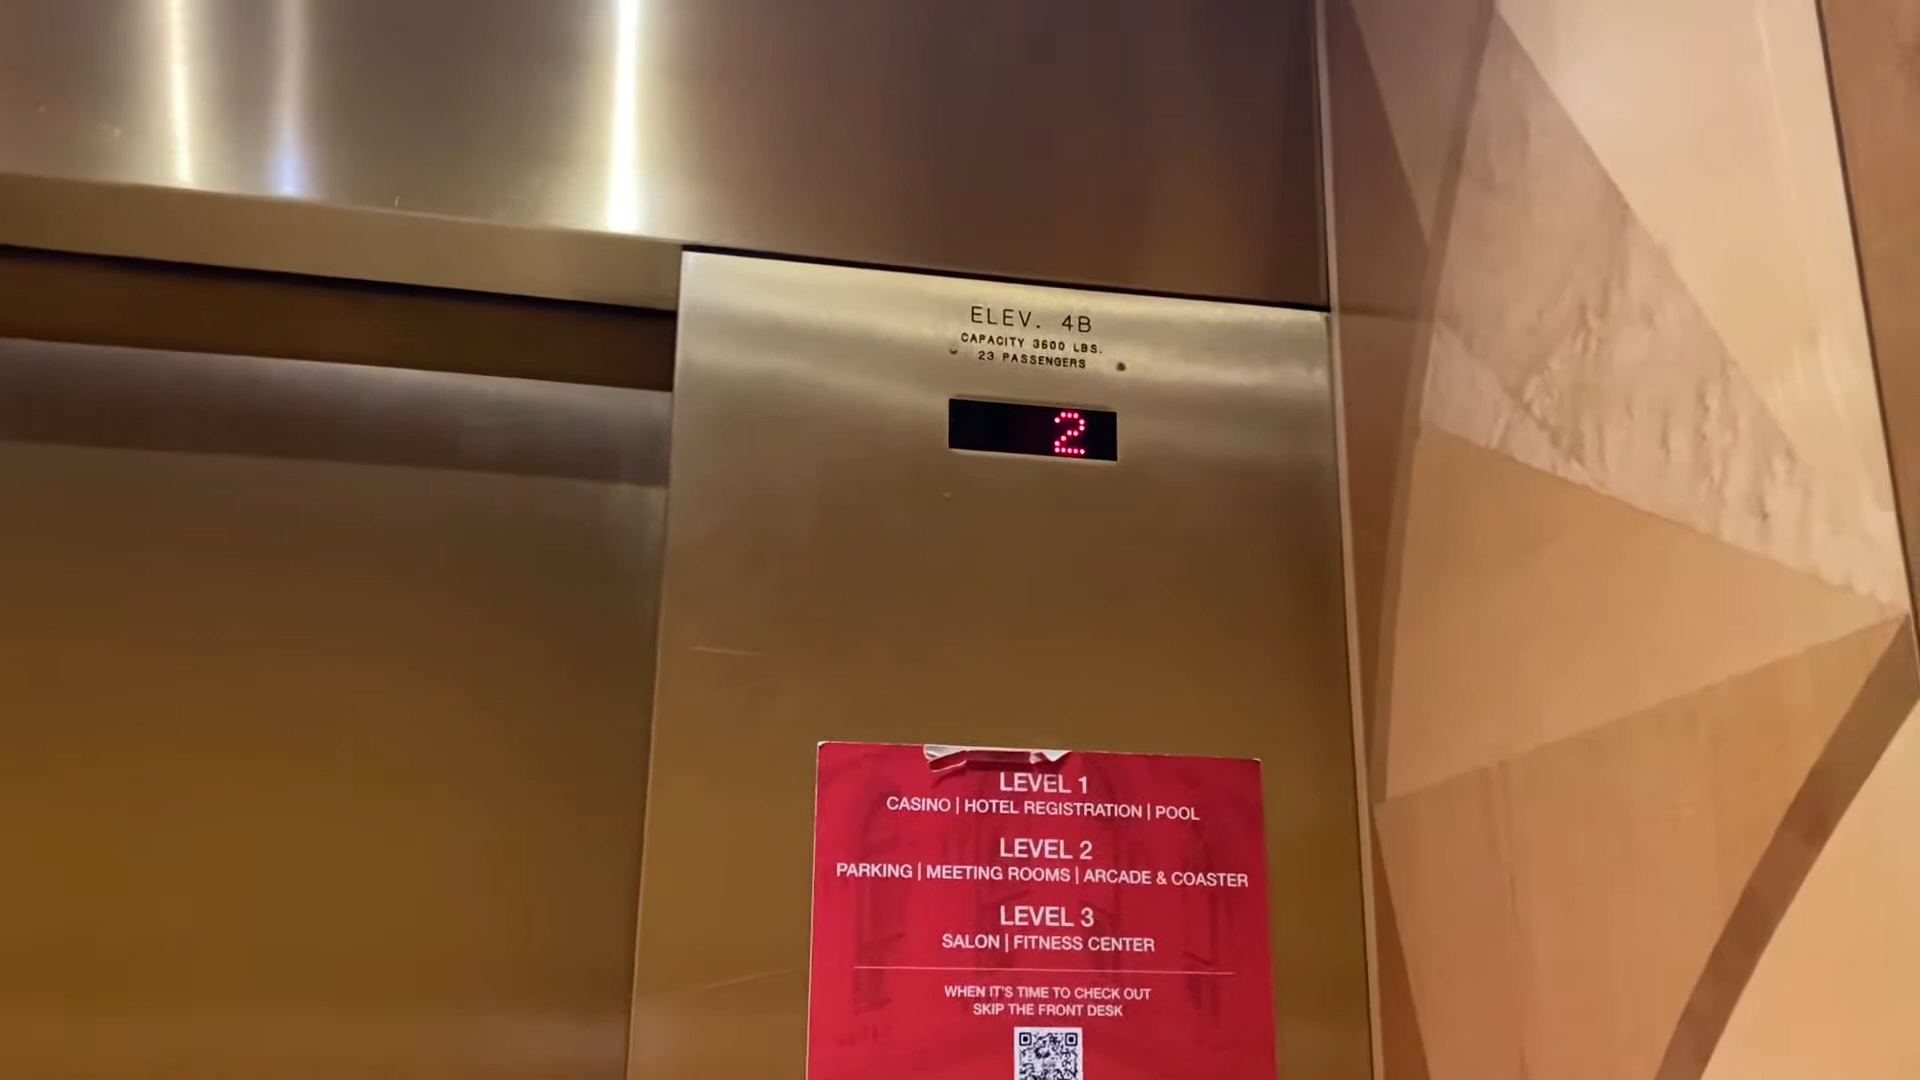 ELEV. 4B
CAPACITY 3600 LBS.
23 PASSENGERS
2
LEVEL 1
CASINO | HOTEL REGISTRATION | POOL
LEVEL 2
PARKING | MEETING ROOMS | ARCADE & COASTER
LEVEL 3
SALON | FITNESS CENTER
WHEN IT'S TIME TO CHECK OUT
SKIP THE FRONT DESK